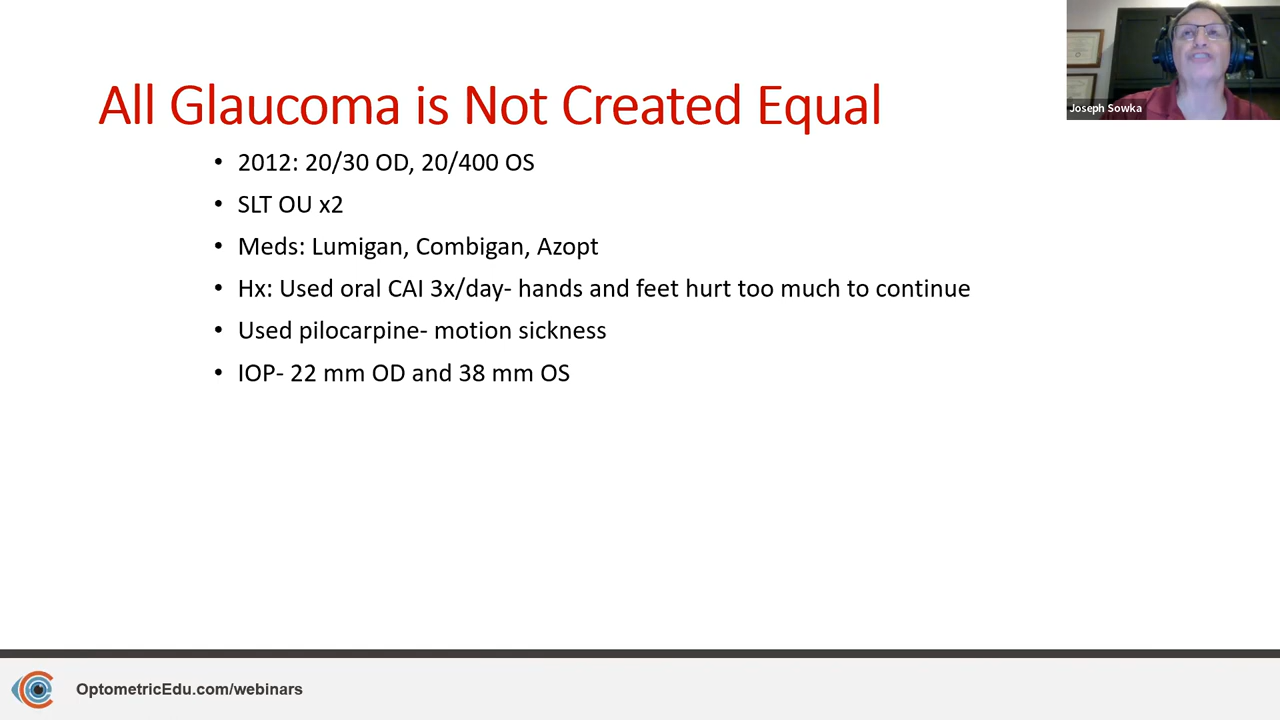 All Glaucoma is Not Created Equal
• 2012: 20/30 OD, 20/400 OS
• SLT OU x2
• Meds: Lumigan, Combigan, Azopt
• Hx: Used oral CAI 3x/day- hands and feet hurt too much to continue
• Used pilocarpine- motion sickness
• IOP- 22 mm OD and 38 mm OS
Joseph Sowka
OptometricEdu.com/webinars